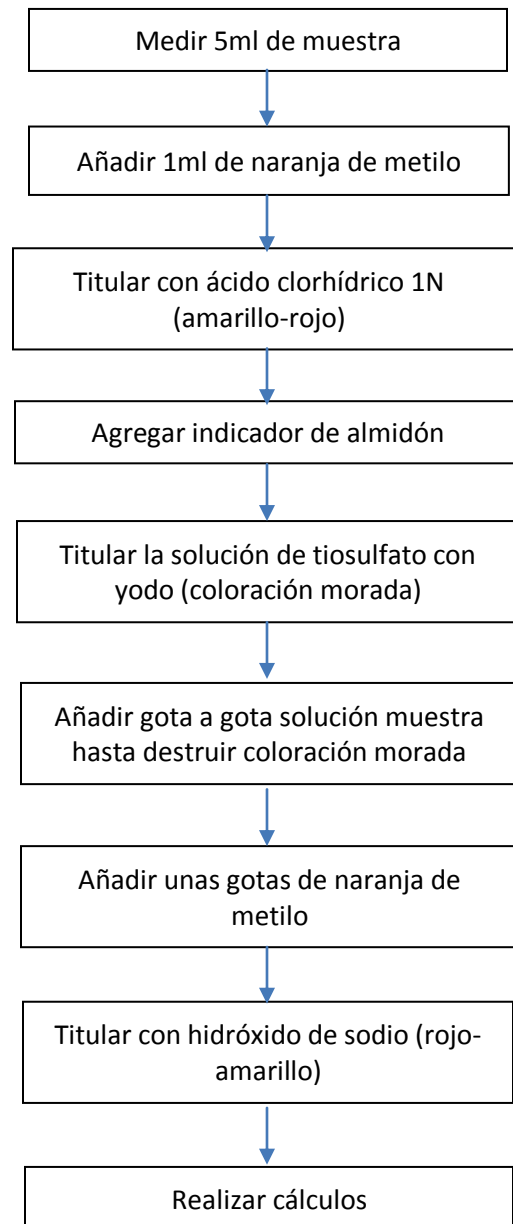 Medir 5ml de muestra
Añadir 1ml de naranja de metilo
Titular con ácido clorhídrico 1N
(amarillo-rojo)
Agregar indicador de almidón
Titular la solución de tiosulfato con
yodo (coloración morada)
Añadir gota a gota solución muestra
hasta destruir coloración morada
Añadir unas gotas de naranja de
metilo
Titular con hidróxido de sodio (rojo-
amarillo)
Realizar cálculos